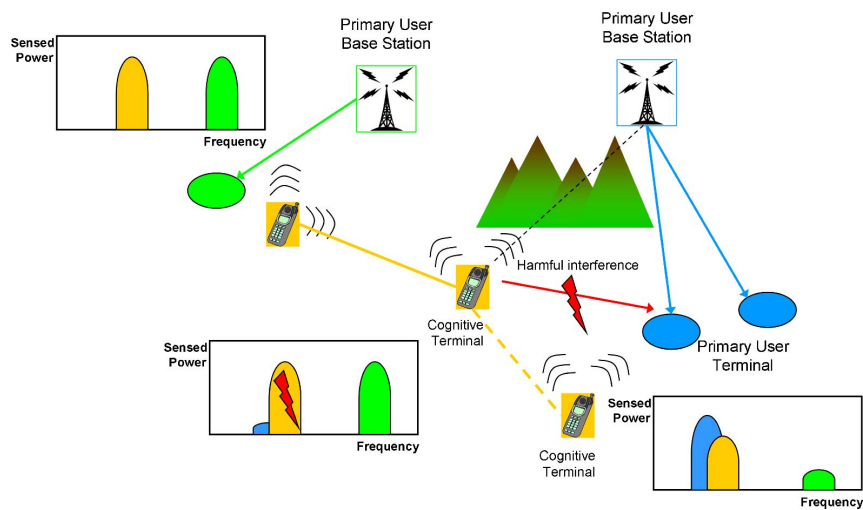 Primary User
Base Station
Primary User
Base Station
Sensed
Power
Frequency
Harmful interference
Cognitive
Terminal
Primary User
Terminal
Sensed
Power
Frequency
Sensed
Power
Cognitive
Terminal
Frequency